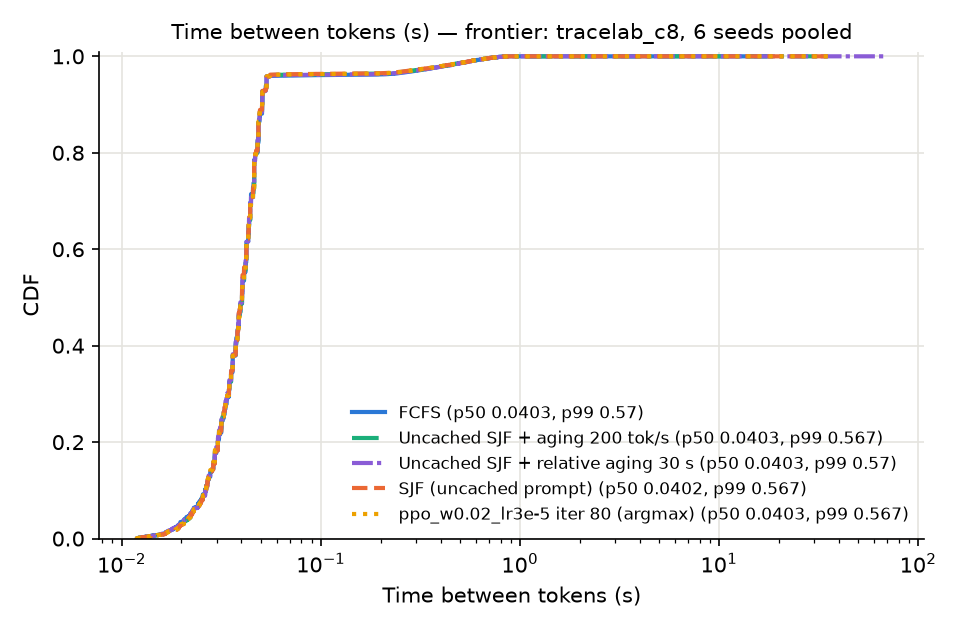 Time between tokens (s) — frontier: tracelab_c8, 6 seeds pooled
1.0
0.8
0.6
0.4
0.2
0.0
CDF
FCFS (p50 0.0403, p99 0.57)
Uncached SJF + aging 200 tok/s (p50 0.0403, p99 0.567)
Uncached SJF + relative aging 30 s (p50 0.0403, p99 0.57)
SJF (uncached prompt) (p50 0.0402, p99 0.567)
ppo_w0.02_lr3e-5 iter 80 (argmax) (p50 0.0403, p99 0.567)
10⁻² 10⁻¹ 10⁰ 10¹ 10²
Time between tokens (s)